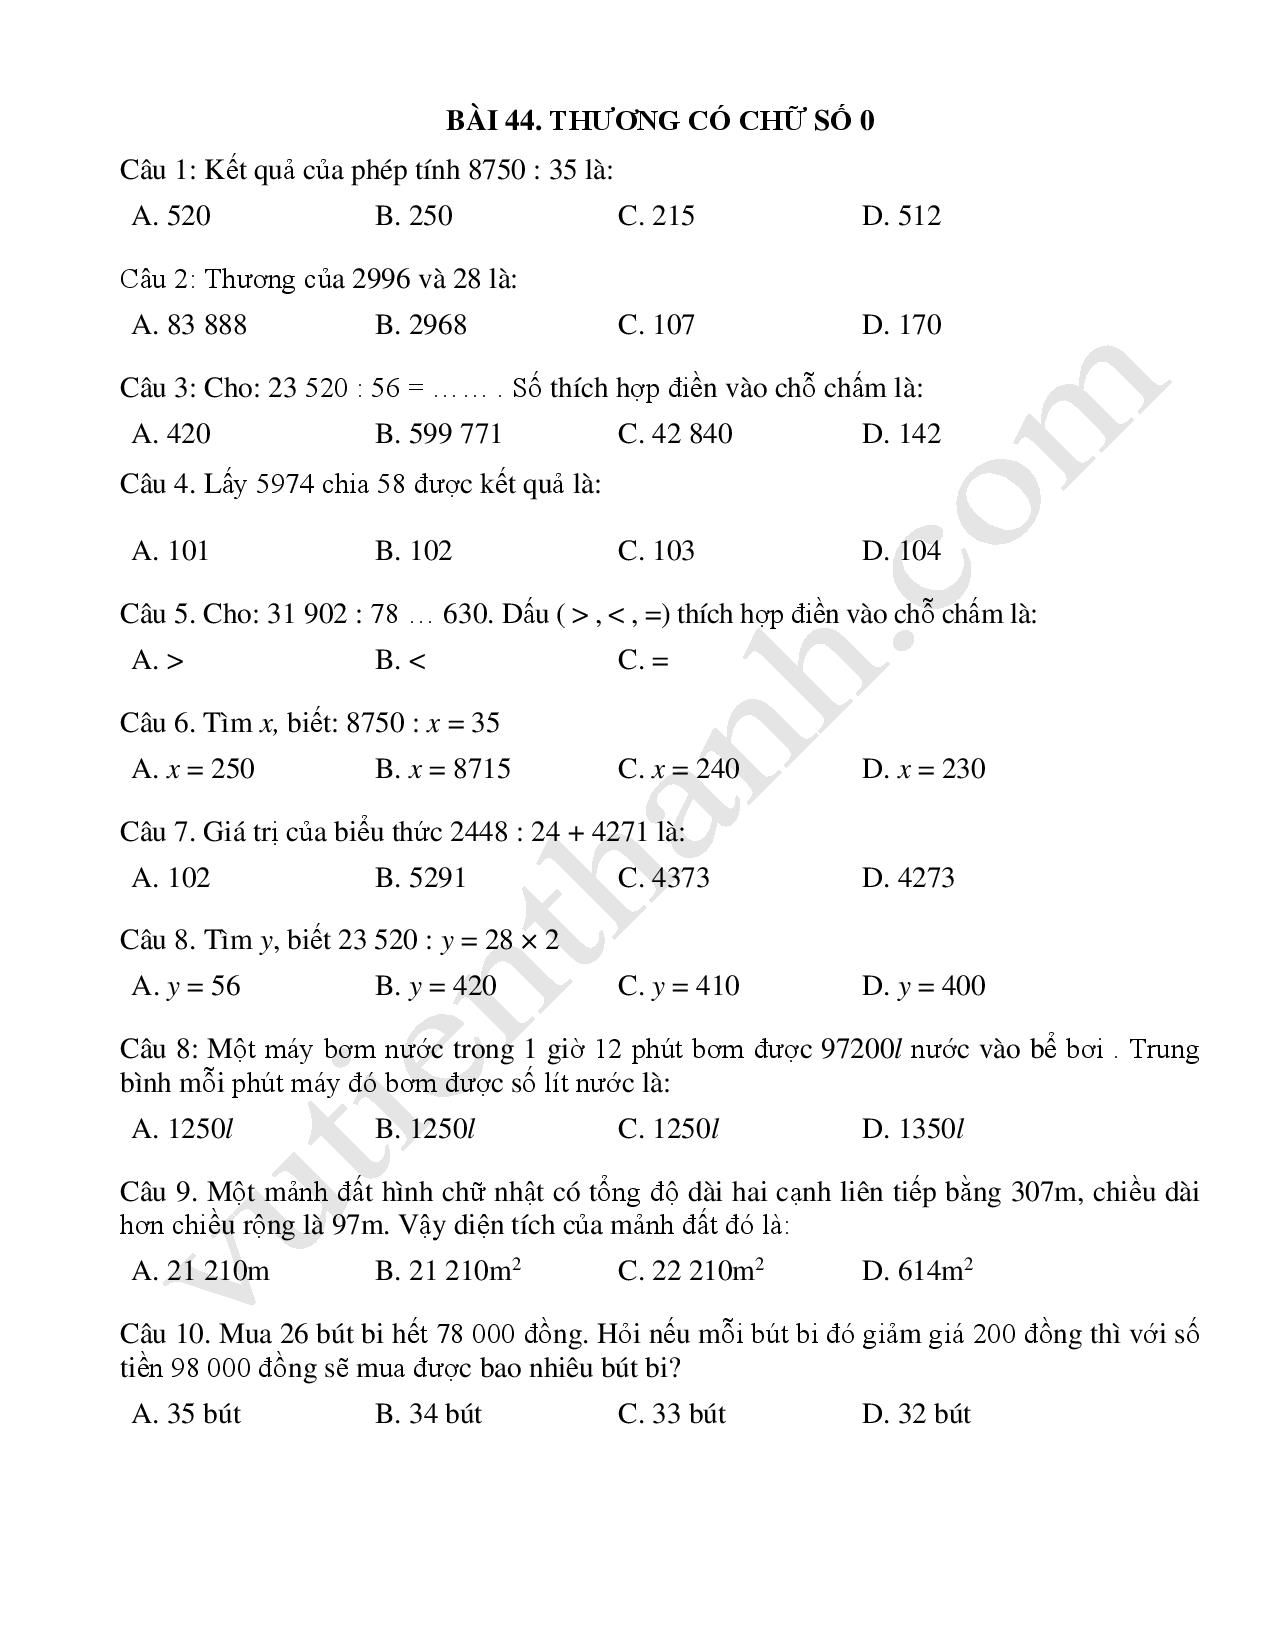 BÀI 44. THƯƠNG CÓ CHỮ SỐ 0
Câu 1: Kết quả của phép tính 8750 : 35 là:
A. 520 B. 250 C. 215 D. 512
Câu 2: Thương của 2996 và 28 là:
A. 83 888 B. 2968 C. 107 D. 170
Câu 3: Cho: 23 520 : 56 = …… . Số thích hợp điền vào chỗ chấm là:
A. 420 B. 599 771 C. 42 840 D. 142
Câu 4. Lấy 5974 chia 58 được kết quả là:
A. 101 B. 102 C. 103 D. 104
Câu 5. Cho: 31 902 : 78 … 630. Dấu ( > , < , =) thích hợp điền vào chỗ chấm là:
A. > B. < C. =
Câu 6. Tìm x, biết: 8750 : x = 35
A. x = 250 B. x = 8715 C. x = 240 D. x = 230
Câu 7. Giá trị của biểu thức 2448 : 24 + 4271 là:
A. 102 B. 5291 C. 4373 D. 4273
Câu 8. Tìm y, biết 23 520 : y = 28 × 2
A. y = 56 B. y = 420 C. y = 410 D. y = 400
Câu 8: Một máy bơm nước trong 1 giờ 12 phút bơm được 97200l nước vào bể bơi . Trung
bình mỗi phút máy đó bơm được số lít nước là:
A. 1250l B. 1250l C. 1250l D. 1350l
Câu 9. Một mảnh đất hình chữ nhật có tổng độ dài hai cạnh liên tiếp bằng 307m, chiều dài
hơn chiều rộng là 97m. Vậy diện tích của mảnh đất đó là:
A. 21 210m B. 21 210m² C. 22 210m² D. 614m²
Câu 10. Mua 26 bút bi hết 78 000 đồng. Hỏi nếu mỗi bút bi đó giảm giá 200 đồng thì với số
tiền 98 000 đồng sẽ mua được bao nhiêu bút bi?
A. 35 bút B. 34 bút C. 33 bút D. 32 bút
vutienthanh.com